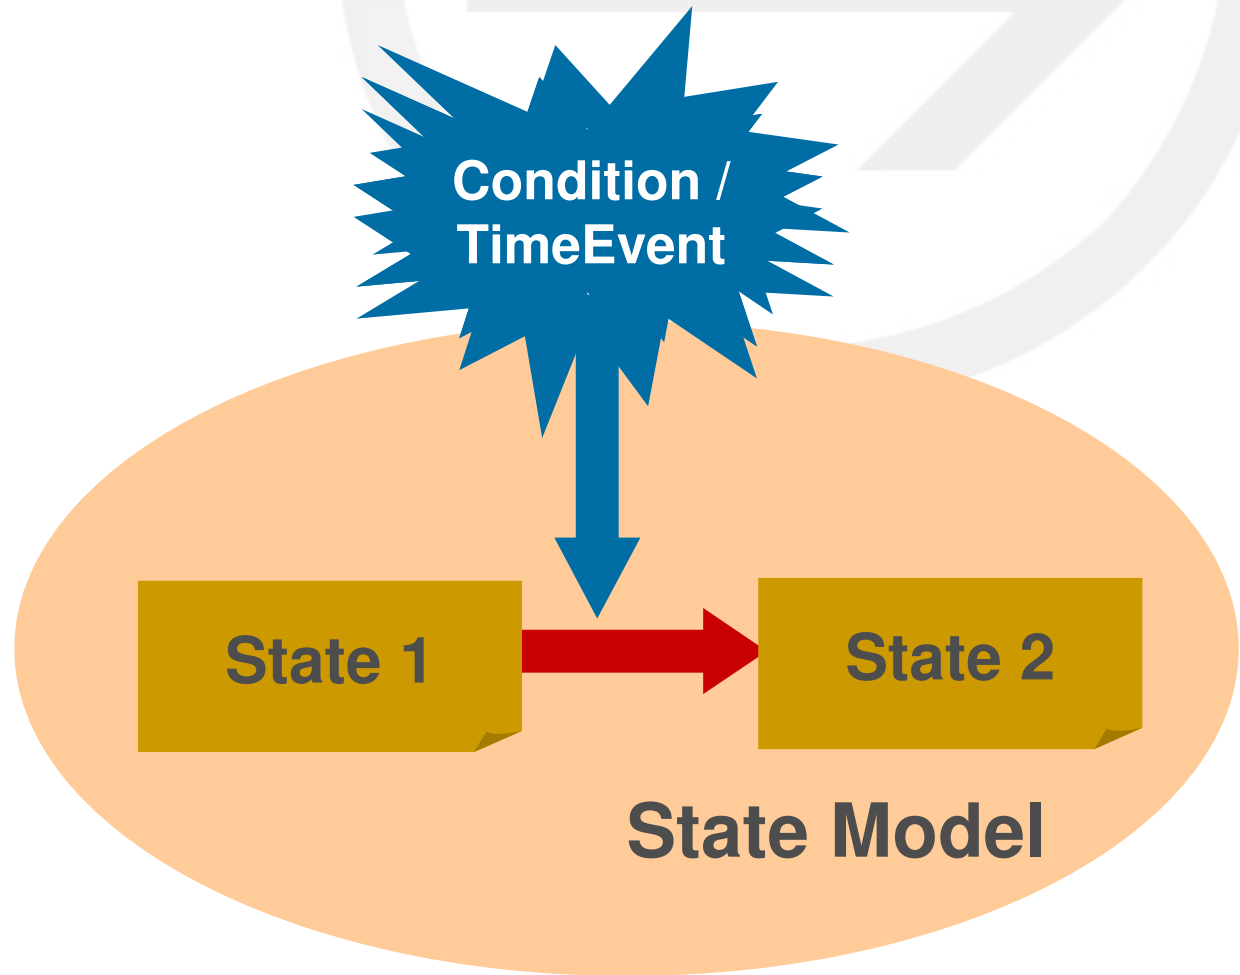 Condition /
TimeEvent
State 1
State 2
State Model